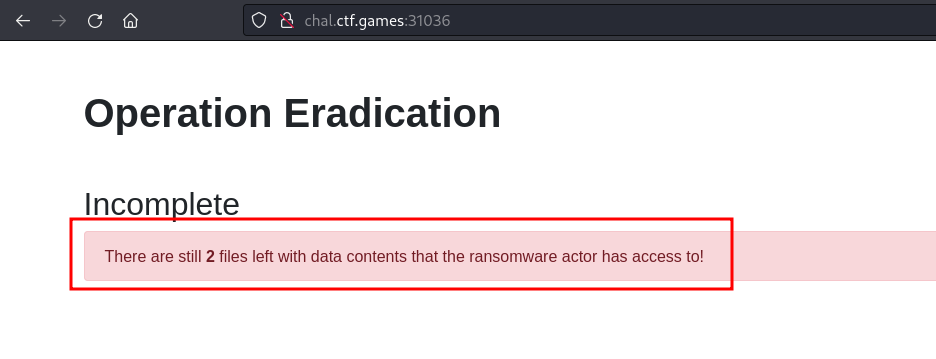 chal.ctf.games:31036
Operation Eradication
Incomplete
There are still 2 files left with data contents that the ransomware actor has access to!